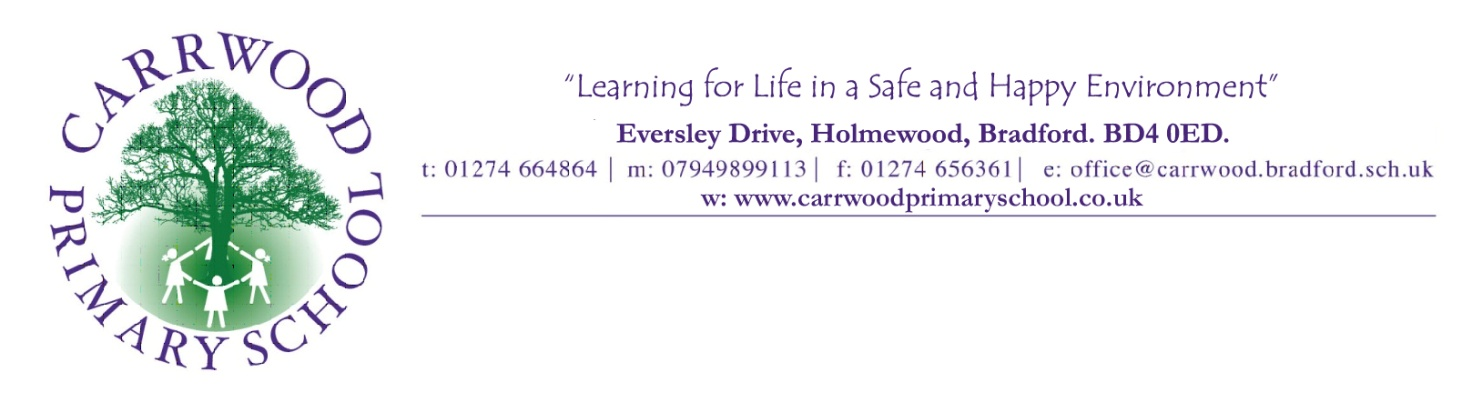 CARRWOOD PRIMARY SCHOOL
“Learning for Life in a Safe and Happy Environment”
Eversley Drive, Holmewood, Bradford. BD4 0ED.
t: 01274 664864 | m: 07949899113| f: 01274 656361| e: office@carrwood.bradford.sch.uk
w: www.carrwoodprimaryschool.co.uk